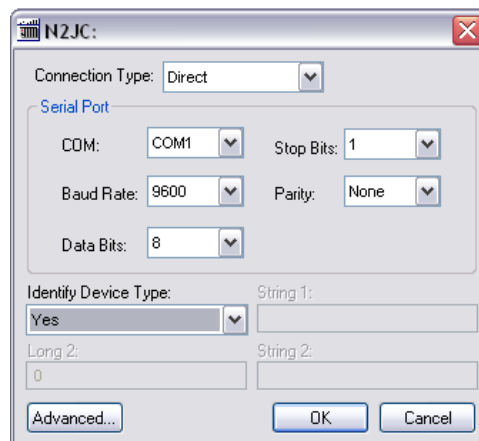 N2JC:
Connection Type: Direct
Serial Port
COM: COM1 Stop Bits: 1
Baud Rate: 9600 Parity: None
Data Bits: 8
Identify Device Type: String 1:
Yes
Long 2: String 2:
0
Advanced... OK Cancel